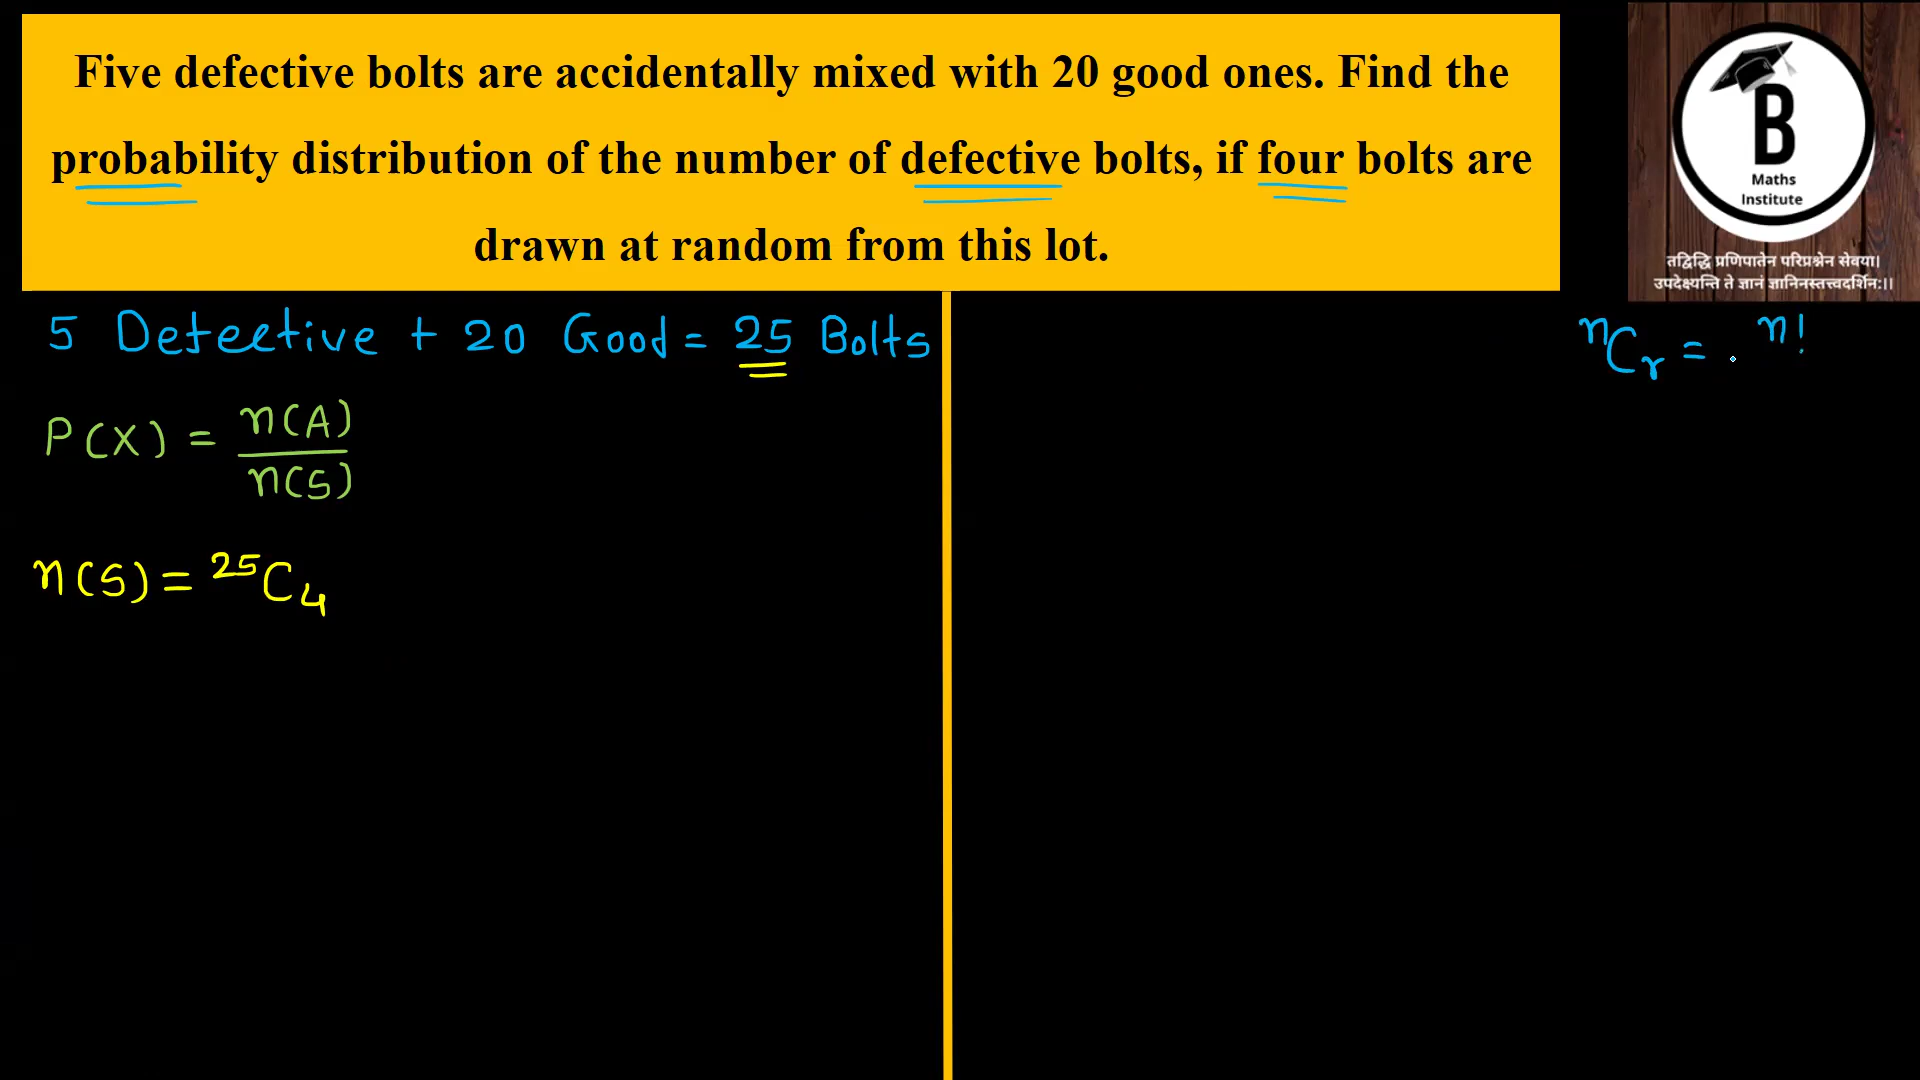 Five defective bolts are accidentally mixed with 20 good ones. Find the
probability distribution of the number of defective bolts, if four bolts are
drawn at random from this lot.
B
Maths
Institute
तद्विद्धि प्रणिपातेन परिप्रश्नेन सेवया।
उपदेक्ष्यन्ति ते ज्ञानं ज्ञानिनस्तत्त्वदर्शिन:।।
5 Defective + 20 Good = 25 Bolts
P(X) = n(A)/n(S)
n(S) = ²⁵C₄
ⁿCᵣ = n!